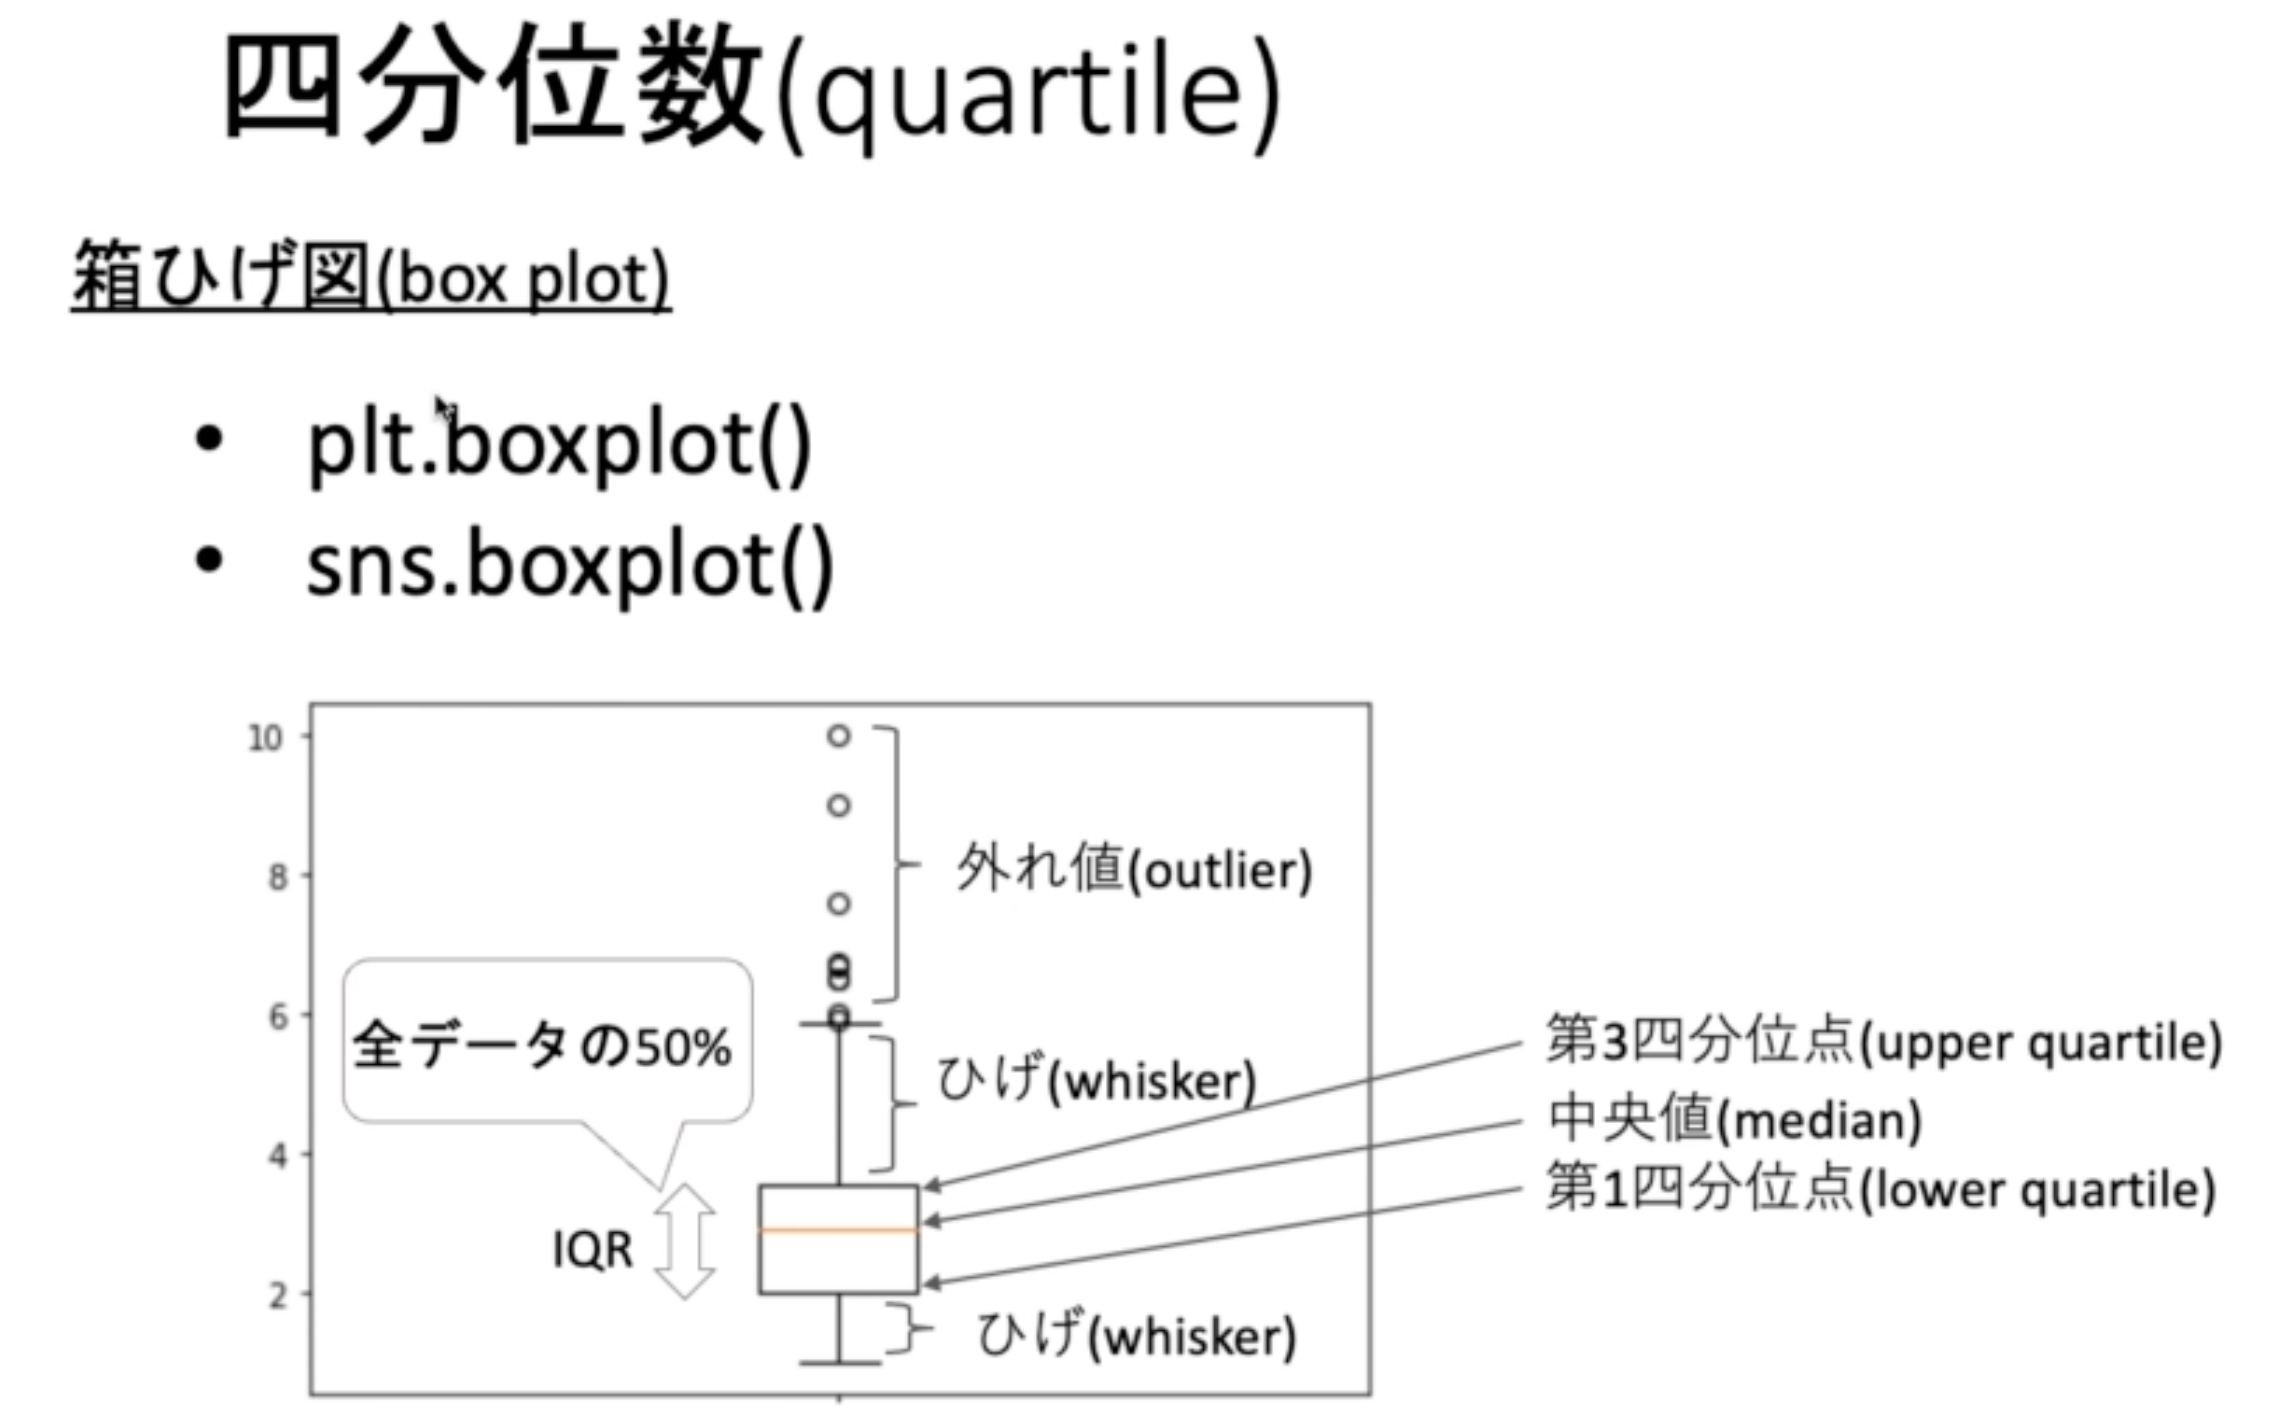 四分位数(quartile)
箱ひげ図(box plot)
• plt.boxplot()
• sns.boxplot()
10
8
6
4
2
外れ値(outlier)
全データの50%
ひげ(whisker)
IQR
ひげ(whisker)
第3四分位点(upper quartile)
中央値(median)
第1四分位点(lower quartile)